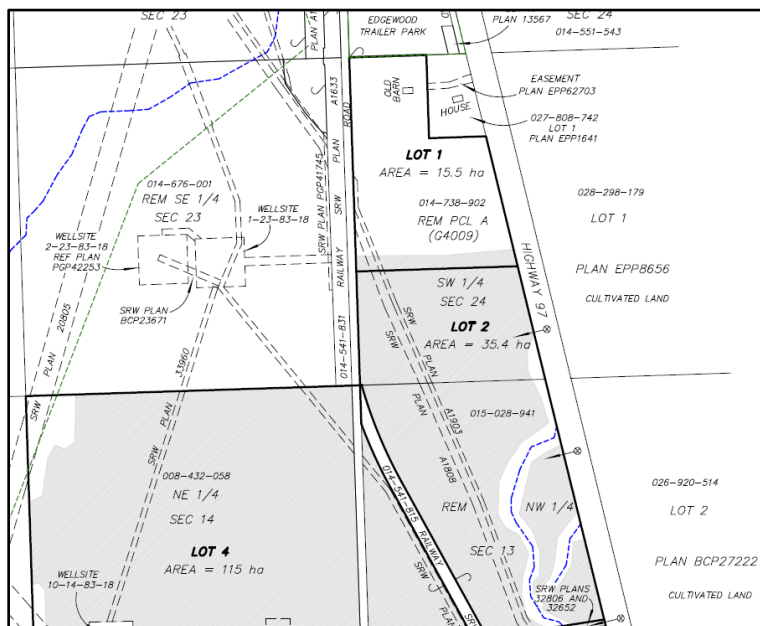 SEC 23
EDGEWOOD
TRAILER PARK
PLAN 13567
SEC 24
014-551-543
PLAN A1
A1633
OLD
BARN
EASEMENT
PLAN EPP62703
HOUSE
027-808-742
LOT 1
PLAN EPP1641
ROAD
PLAN
SRW
RAILWAY
014-541-831
SRW PLAN PGP41745
LOT 1
AREA = 15.5 ha
014-738-902
REM PCL A
(G4009)
028-298-179
LOT 1
PLAN EPP8656
CULTIVATED LAND
014-676-001
REM SE 1/4
SEC 23
WELLSITE
1-23-83-18
WELLSITE
2-23-83-18
REF PLAN
PGP42253
SRW PLAN
BCP23671
HIGHWAY 97
SW 1/4
SEC 24
LOT 2
AREA = 35.4 ha
SRW
SRW
PLAN
PLAN
A1903
A1808
SRW PLAN 20805
SRW PLAN 33960
015-028-941
008-432-058
NE 1/4
SEC 14
LOT 4
AREA = 115 ha
014-541-815
RAILWAY
SRW
PLAN
REM
NW 1/4
SEC 13
026-920-514
LOT 2
PLAN BCP27222
CULTIVATED LAND
WELLSITE
10-14-83-18
SRW PLANS
32806 AND
32652